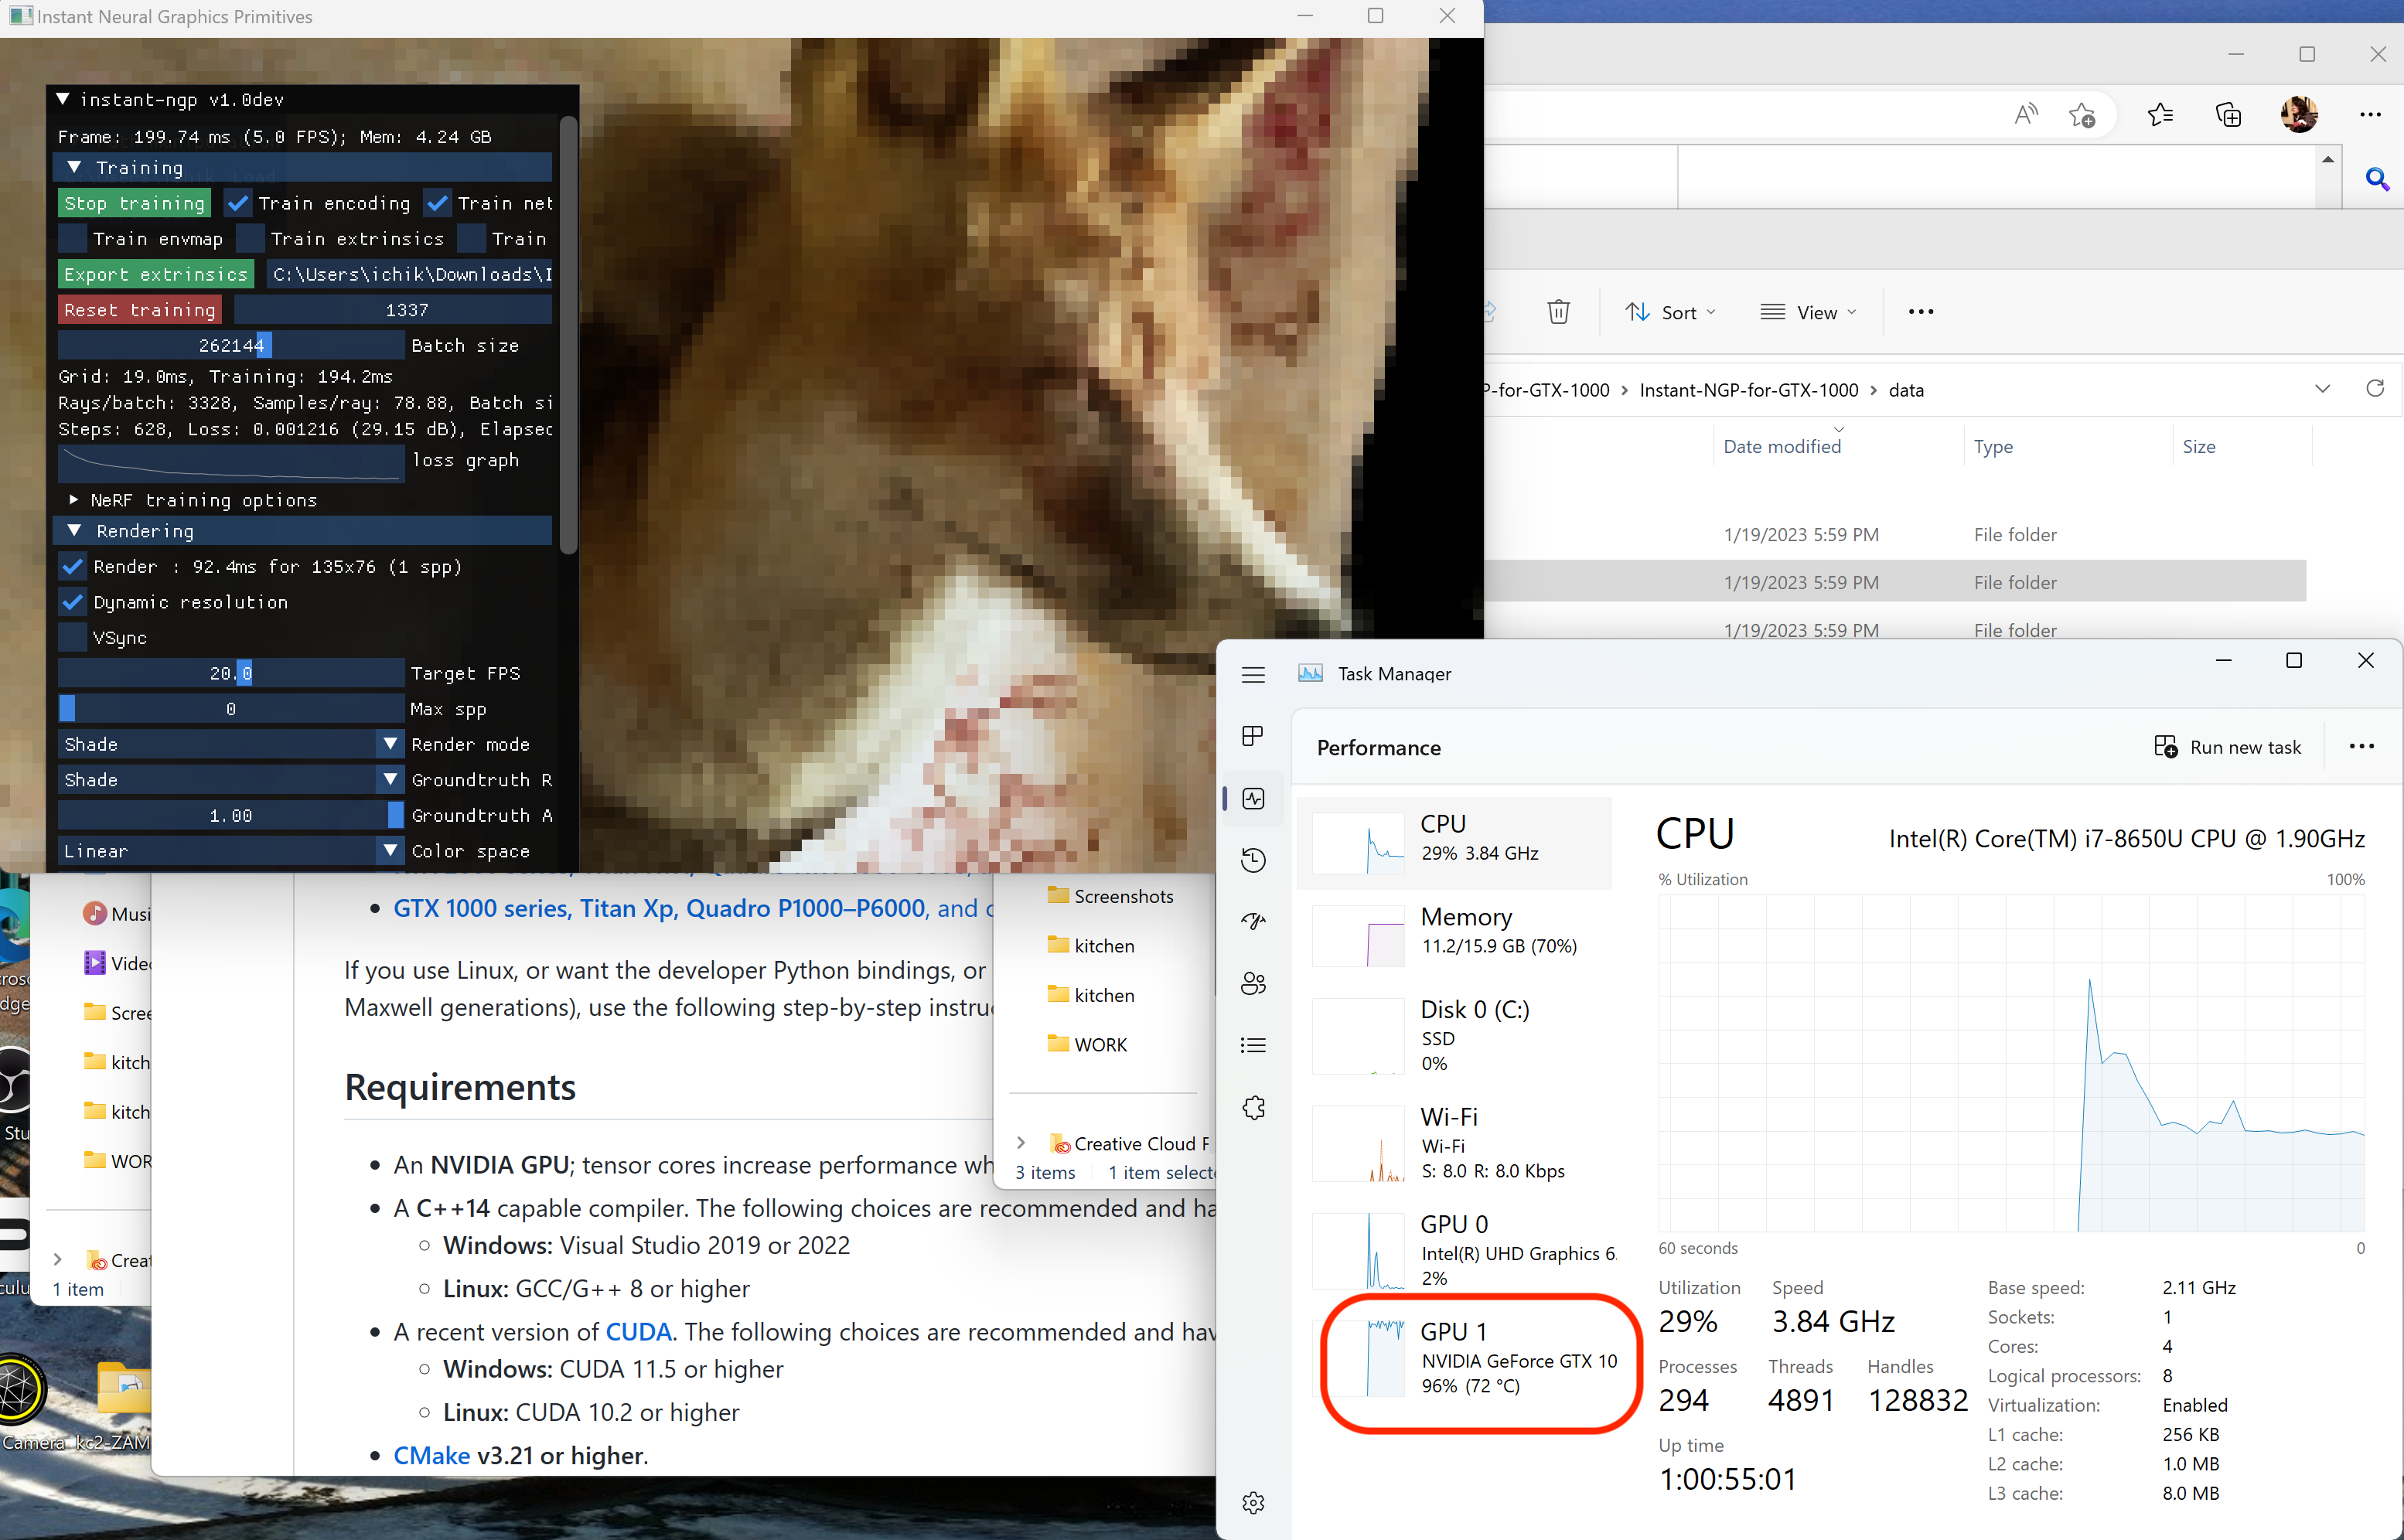 Instant Neural Graphics Primitives
instant-ngp v1.0dev
Frame: 199.74 ms (5.0 FPS); Mem: 4.24 GB
Training
Stop training Train encoding Train net
Train envmap Train extrinsics Train
Export extrinsics C:\Users\ichik\Downloads\I
Reset training 1337
262144 Batch size
Grid: 19.0ms, Training: 194.2ms
Rays/batch: 3328, Samples/ray: 78.88, Batch si
Steps: 628, Loss: 0.001216 (29.15 dB), Elapsed
loss graph
NeRF training options
Rendering
Render : 92.4ms for 135x76 (1 spp)
Dynamic resolution
VSync
20.0 Target FPS
0 Max spp
Shade Render mode
Shade Groundtruth R
1.00 Groundtruth A
Linear Color space
Sort View
P-for-GTX-1000 › Instant-NGP-for-GTX-1000 › data
Date modified Type Size
1/19/2023 5:59 PM File folder
1/19/2023 5:59 PM File folder
1/19/2023 5:59 PM File folder
Musi
Vide
Scree
kitch
kitch
WOR
Creat
1 item
Stu
Camera kc2-ZAM
GTX 1000 series, Titan Xp, Quadro P1000–P6000, and
If you use Linux, or want the developer Python bindings, or
Maxwell generations), use the following step-by-step instru
Requirements
An NVIDIA GPU; tensor cores increase performance wh
A C++14 capable compiler. The following choices are recommended and ha
Windows: Visual Studio 2019 or 2022
Linux: GCC/G++ 8 or higher
A recent version of CUDA. The following choices are recommended and hav
Windows: CUDA 11.5 or higher
Linux: CUDA 10.2 or higher
CMake v3.21 or higher.
Screenshots
kitchen
kitchen
WORK
Creative Cloud F
3 items 1 item selecte
Task Manager
Performance Run new task
CPU
29% 3.84 GHz
Memory
11.2/15.9 GB (70%)
Disk 0 (C:)
SSD
0%
Wi-Fi
Wi-Fi
S: 8.0 R: 8.0 Kbps
GPU 0
Intel(R) UHD Graphics 6
2%
GPU 1
NVIDIA GeForce GTX 10
96% (72 °C)
CPU Intel(R) Core(TM) i7-8650U CPU @ 1.90GHz
% Utilization 100%
60 seconds 0
Utilization Speed
29% 3.84 GHz
Processes Threads Handles
294 4891 128832
Up time
1:00:55:01
Base speed: 2.11 GHz
Sockets: 1
Cores: 4
Logical processors: 8
Virtualization: Enabled
L1 cache: 256 KB
L2 cache: 1.0 MB
L3 cache: 8.0 MB